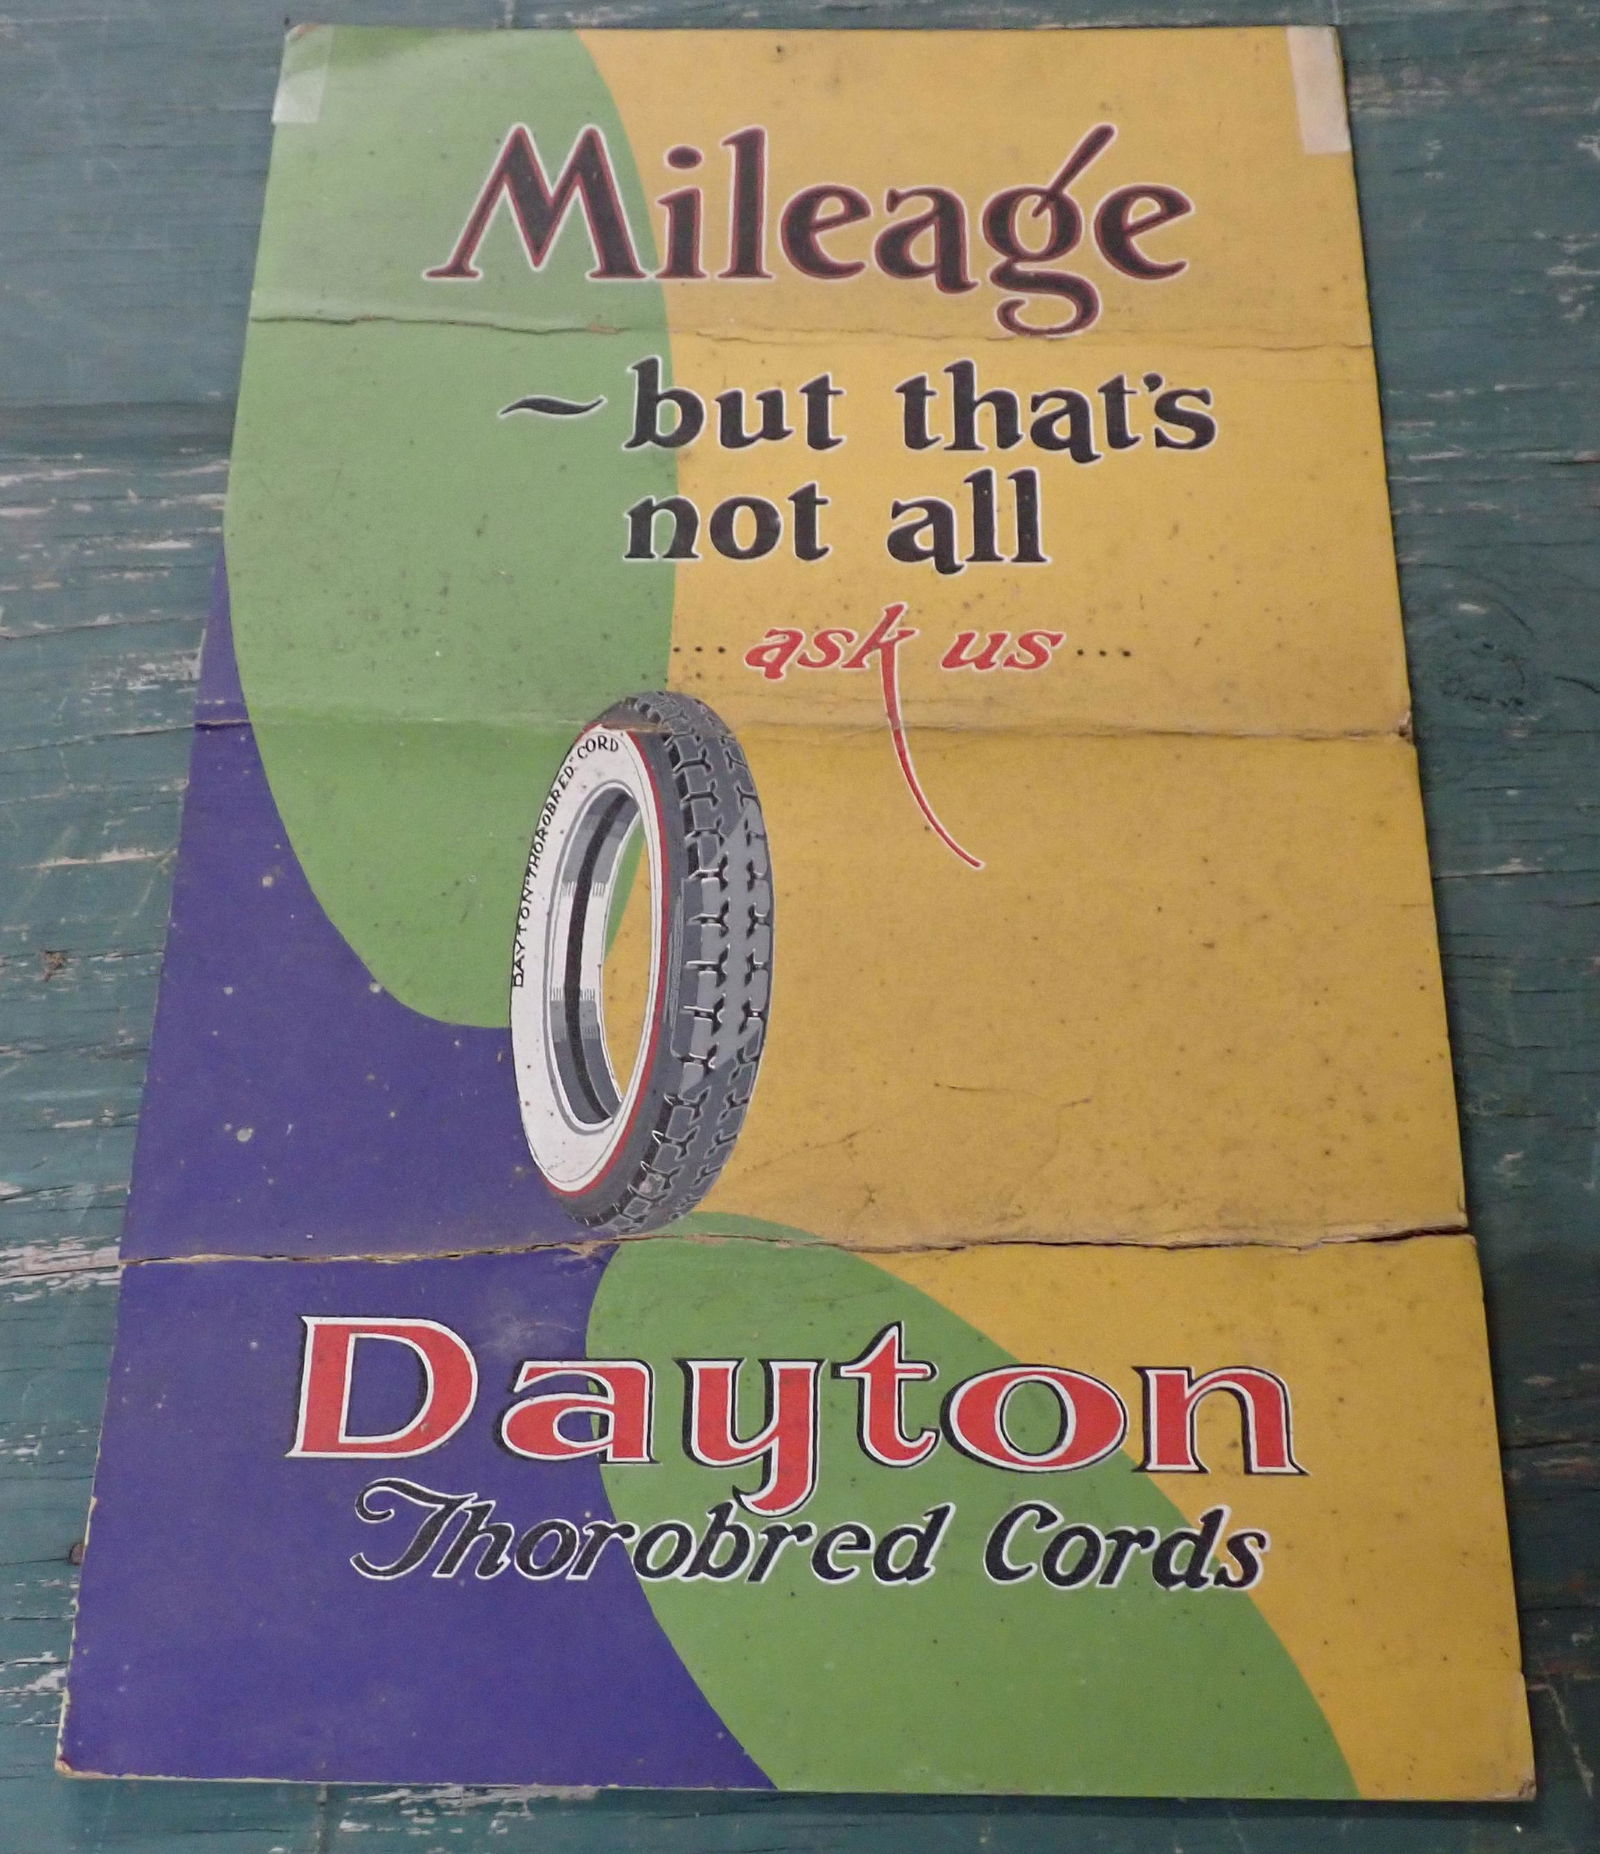 Mileage
~but that's
not all
... ask us ...
DAYTON "THOROBRED" CORD
Dayton
Thorobred Cords